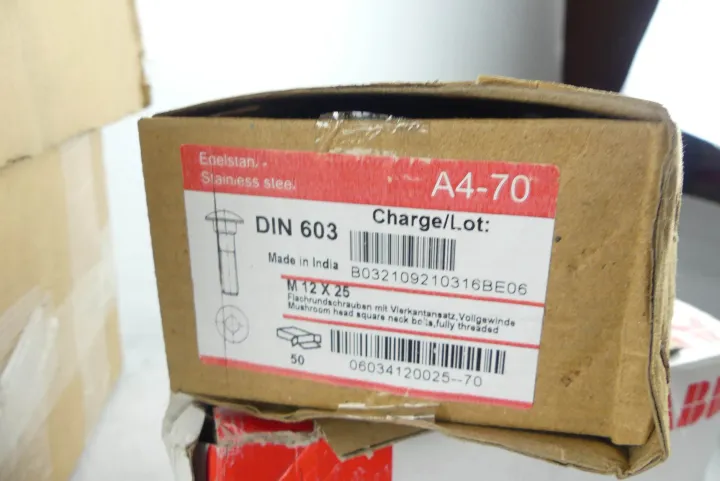 Edelstahl -
Stainless steel
A4-70
DIN 603
Charge/Lot:
Made in India
B032109210316BE06
M 12 X 25
Flachrundschrauben mit Vierkantansatz,Vollgewinde
Mushroom head square neck bolts,fully threaded
50
06034120025--70